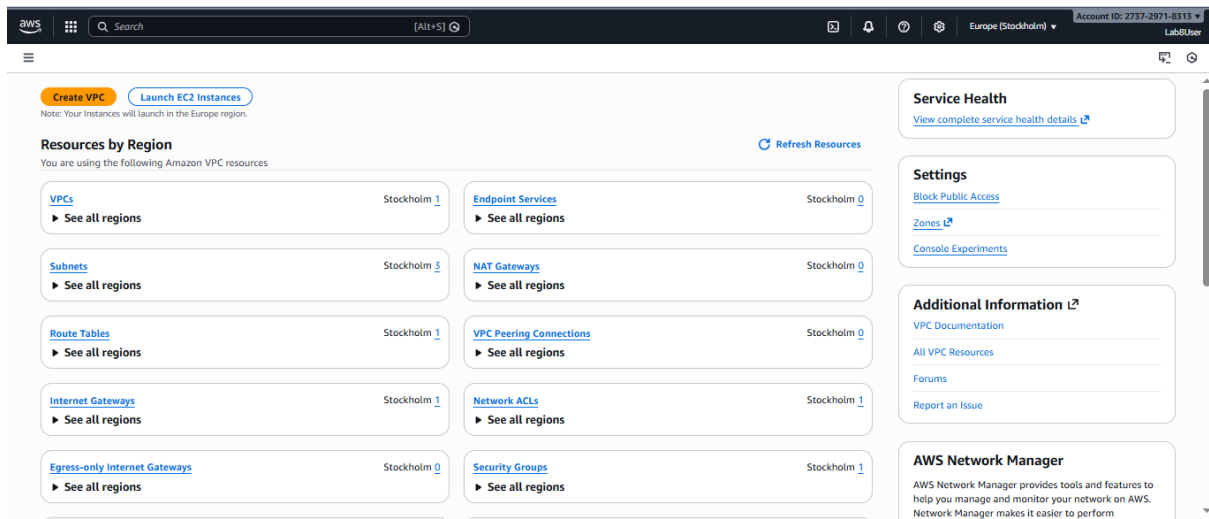 aws
Search [Alt+S]
Europe (Stockholm) ▼
Account ID: 2737-2971-8313 ▼
Lab8User
Create VPC
Launch EC2 Instances
Note: Your Instances will launch in the Europe region.
Resources by Region
Refresh Resources
You are using the following Amazon VPC resources
VPCs Stockholm 1
▶ See all regions
Endpoint Services Stockholm 0
▶ See all regions
Subnets Stockholm 3
▶ See all regions
NAT Gateways Stockholm 0
▶ See all regions
Route Tables Stockholm 1
▶ See all regions
VPC Peering Connections Stockholm 0
▶ See all regions
Internet Gateways Stockholm 1
▶ See all regions
Network ACLs Stockholm 1
▶ See all regions
Egress-only Internet Gateways Stockholm 0
▶ See all regions
Security Groups Stockholm 1
▶ See all regions
Service Health
View complete service health details
Settings
Block Public Access
Zones
Console Experiments
Additional Information
VPC Documentation
All VPC Resources
Forums
Report an Issue
AWS Network Manager
AWS Network Manager provides tools and features to
help you manage and monitor your network on AWS.
Network Manager makes it easier to perform